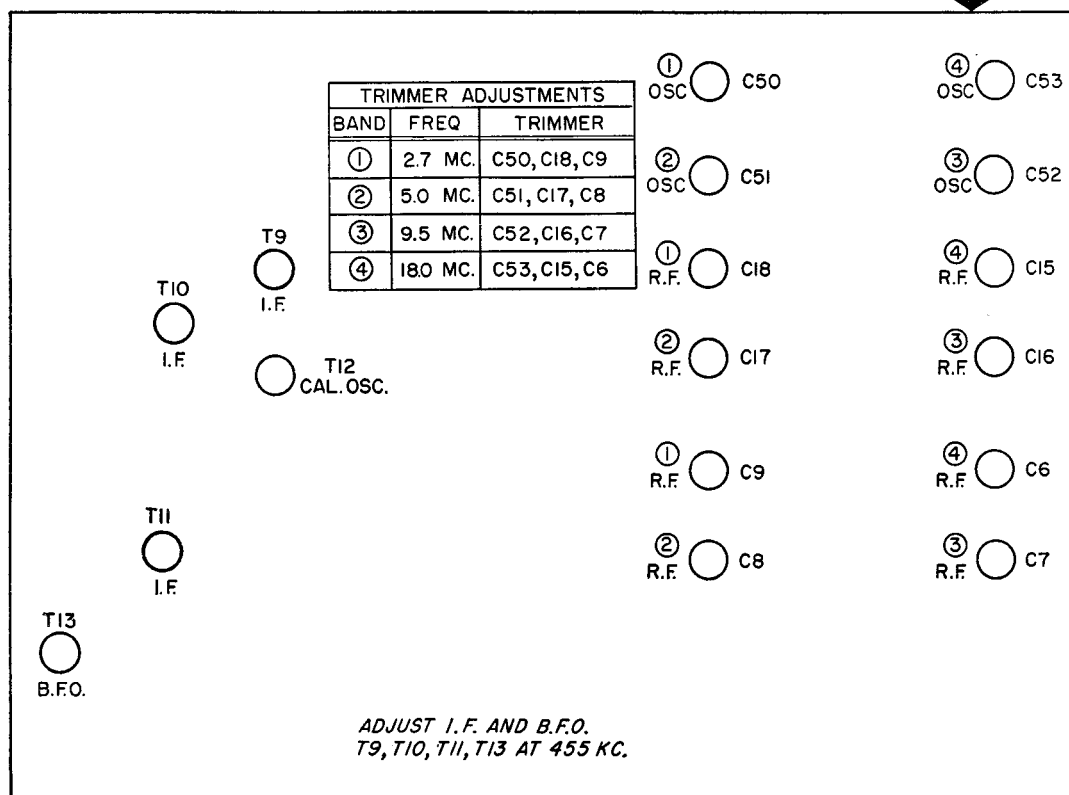 TRIMMER ADJUSTMENTS
BAND FREQ TRIMMER
① 2.7 MC. C50, C18, C9
② 5.0 MC. C51, C17, C8
③ 9.5 MC. C52, C16, C7
④ 18.0 MC. C53, C15, C6
① OSC C50
④ OSC C53
② OSC C51
③ OSC C52
① R.F. C18
④ R.F. C15
② R.F. C17
③ R.F. C16
① R.F. C9
④ R.F. C6
② R.F. C8
③ R.F. C7
T9
I.F.
T10
I.F.
T12
CAL. OSC.
T11
I.F.
T13
B.F.O.
ADJUST I.F. AND B.F.O.
T9, T10, T11, T13 AT 455 KC.